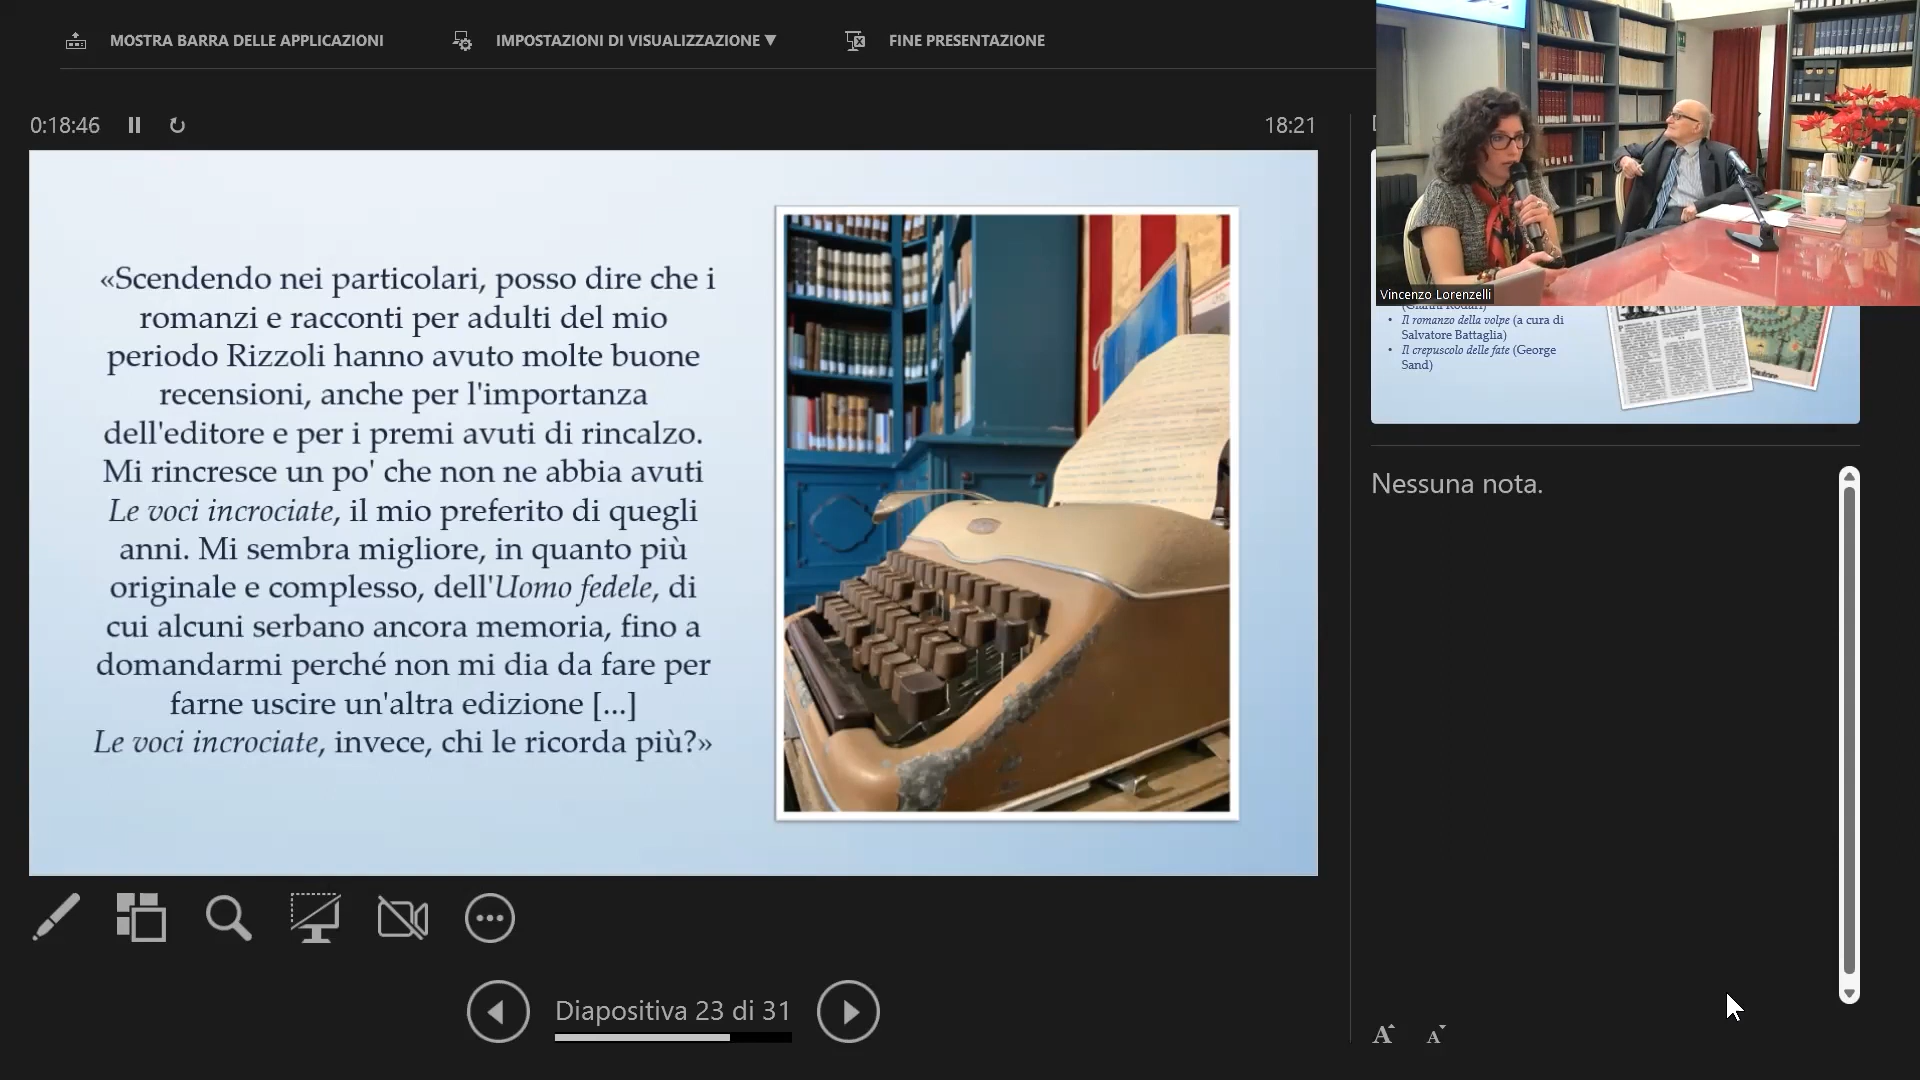 MOSTRA BARRA DELLE APPLICAZIONI
IMPOSTAZIONI DI VISUALIZZAZIONE ▼
FINE PRESENTAZIONE
0:18:46
18:21
«Scendendo nei particolari, posso dire che i
romanzi e racconti per adulti del mio
periodo Rizzoli hanno avuto molte buone
recensioni, anche per l'importanza
dell'editore e per i premi avuti di rincalzo.
Mi rincresce un po' che non ne abbia avuti
Le voci incrociate, il mio preferito di quegli
anni. Mi sembra migliore, in quanto più
originale e complesso, dell'Uomo fedele, di
cui alcuni serbano ancora memoria, fino a
domandarmi perché non mi dia da fare per
farne uscire un'altra edizione [...]
Le voci incrociate, invece, chi le ricorda più?»
Vincenzo Lorenzelli
(Gianni Rodari)
• Il romanzo della volpe (a cura di
Salvatore Battaglia)
• Il crepuscolo delle fate (George
Sand)
Nessuna nota.
Diapositiva 23 di 31
A A